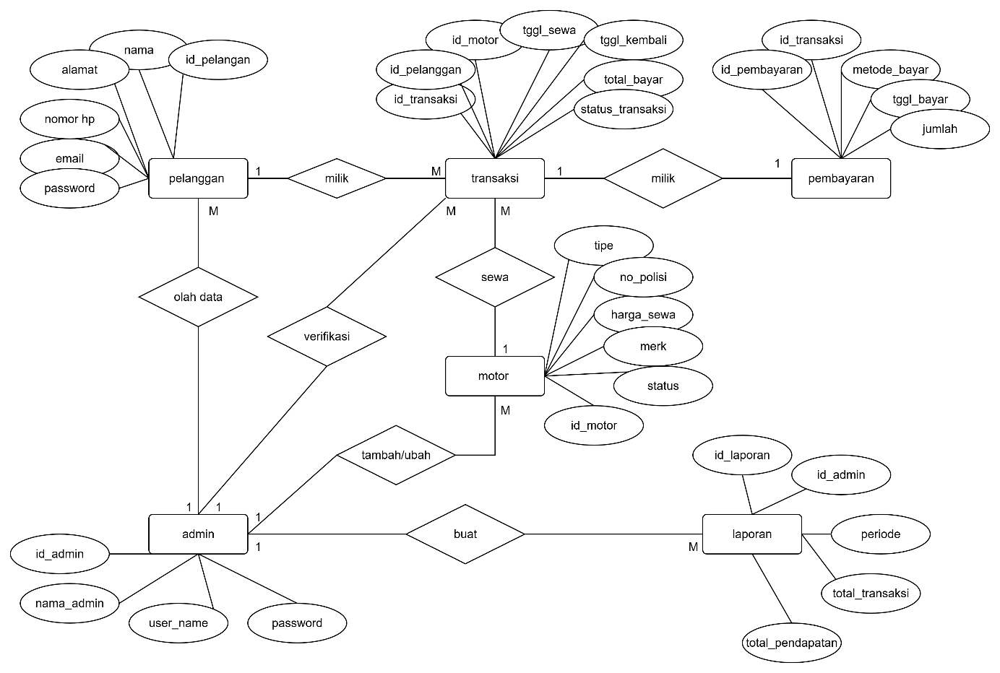 nama
id_pelangan
alamat
nomor hp
email
password
pelanggan
1
milik
M
id_motor
tggl_sewa
tggl_kembali
id_pelanggan
total_bayar
id_transaksi
status_transaksi
transaksi
1
milik
1
id_transaksi
id_pembayaran
metode_bayar
tggl_bayar
jumlah
pembayaran
M
M
M
olah data
verifikasi
sewa
tipe
no_polisi
harga_sewa
merk
status
id_motor
1
motor
M
tambah/ubah
1
1
1
admin
1
buat
M
laporan
id_laporan
id_admin
periode
total_transaksi
total_pendapatan
id_admin
nama_admin
user_name
password